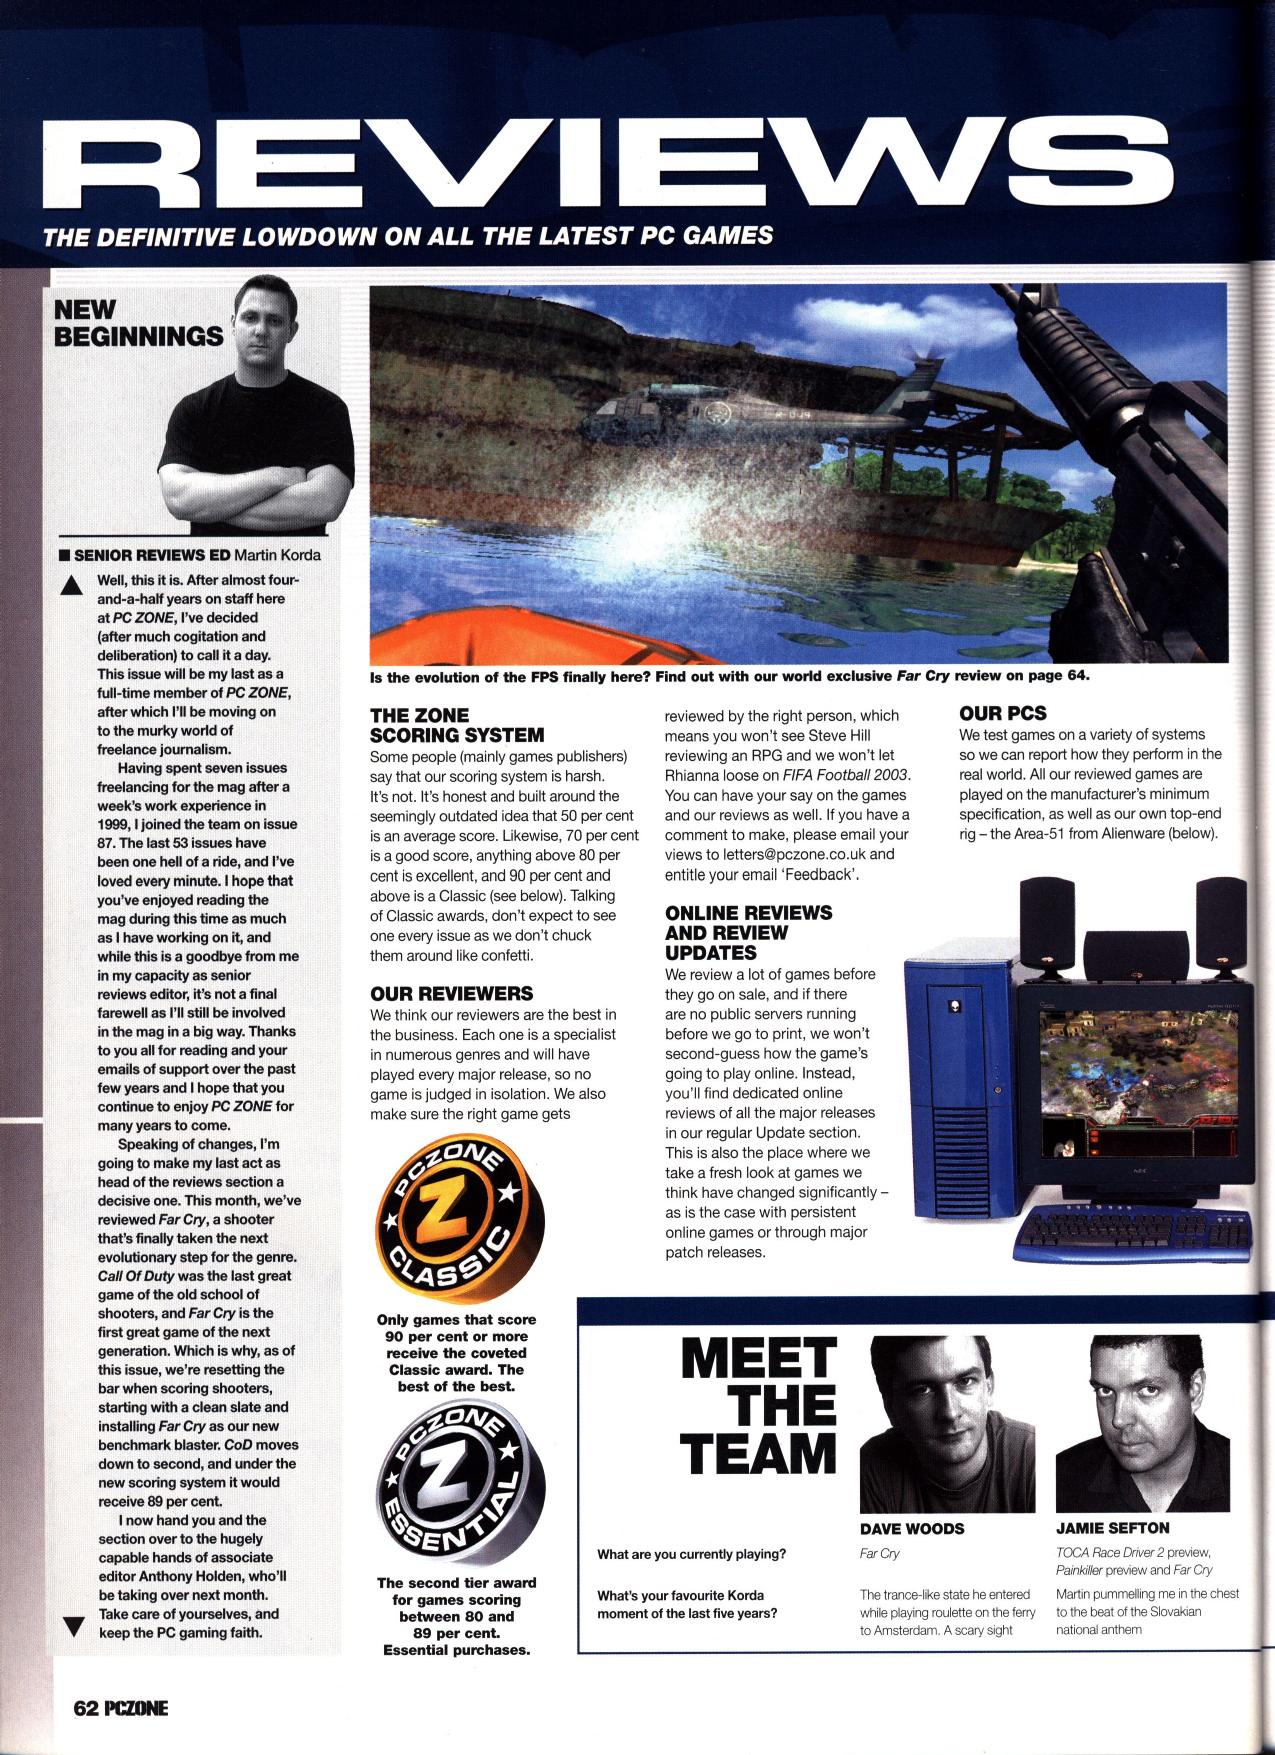 REVIEWS
THE DEFINITIVE LOWDOWN ON ALL THE LATEST PC GAMES
NEW
BEGINNINGS
■ SENIOR REVIEWS ED Martin Korda
▲ Well, this it is. After almost four-
and-a-half years on staff here
at PC ZONE, I've decided
(after much cogitation and
deliberation) to call it a day.
This issue will be my last as a
full-time member of PC ZONE,
after which I'll be moving on
to the murky world of
freelance journalism.
Having spent seven issues
freelancing for the mag after a
week's work experience in
1999, I joined the team on issue
87. The last 53 issues have
been one hell of a ride, and I've
loved every minute. I hope that
you've enjoyed reading the
mag during this time as much
as I have working on it, and
while this is a goodbye from me
in my capacity as senior
reviews editor, it's not a final
farewell as I'll still be involved
in the mag in a big way. Thanks
to you all for reading and your
emails of support over the past
few years and I hope that you
continue to enjoy PC ZONE for
many years to come.
Speaking of changes, I'm
going to make my last act as
head of the reviews section a
decisive one. This month, we've
reviewed Far Cry, a shooter
that's finally taken the next
evolutionary step for the genre.
Call Of Duty was the last great
game of the old school of
shooters, and Far Cry is the
first great game of the next
generation. Which is why, as of
this issue, we're resetting the
bar when scoring shooters,
starting with a clean slate and
installing Far Cry as our new
benchmark blaster. CoD moves
down to second, and under the
new scoring system it would
receive 89 per cent.
I now hand you and the
section over to the hugely
capable hands of associate
editor Anthony Holden, who'll
be taking over next month.
Take care of yourselves, and
▼ keep the PC gaming faith.
Is the evolution of the FPS finally here? Find out with our world exclusive Far Cry review on page 64.
THE ZONE
SCORING SYSTEM
Some people (mainly games publishers)
say that our scoring system is harsh.
It's not. It's honest and built around the
seemingly outdated idea that 50 per cent
is an average score. Likewise, 70 per cent
is a good score, anything above 80 per
cent is excellent, and 90 per cent and
above is a Classic (see below). Talking
of Classic awards, don't expect to see
one every issue as we don't chuck
them around like confetti.
OUR REVIEWERS
We think our reviewers are the best in
the business. Each one is a specialist
in numerous genres and will have
played every major release, so no
game is judged in isolation. We also
make sure the right game gets
reviewed by the right person, which
means you won't see Steve Hill
reviewing an RPG and we won't let
Rhianna loose on FIFA Football 2003.
You can have your say on the games
and our reviews as well. If you have a
comment to make, please email your
views to letters@pczone.co.uk and
entitle your email 'Feedback'.
ONLINE REVIEWS
AND REVIEW
UPDATES
We review a lot of games before
they go on sale, and if there
are no public servers running
before we go to print, we won't
second-guess how the game's
going to play online. Instead,
you'll find dedicated online
reviews of all the major releases
in our regular Update section.
This is also the place where we
take a fresh look at games we
think have changed significantly –
as is the case with persistent
online games or through major
patch releases.
OUR PCS
We test games on a variety of systems
so we can report how they perform in the
real world. All our reviewed games are
played on the manufacturer's minimum
specification, as well as our own top-end
rig – the Area-51 from Alienware (below).
NEC
PCZONE
Z
CLASSIC
Only games that score
90 per cent or more
receive the coveted
Classic award. The
best of the best.
PCZONE
Z
ESSENTIAL
The second tier award
for games scoring
between 80 and
89 per cent.
Essential purchases.
MEET
THE
TEAM
DAVE WOODS
JAMIE SEFTON
What are you currently playing?
Far Cry
TOCA Race Driver 2 preview,
Painkiller preview and Far Cry
What's your favourite Korda
moment of the last five years?
The trance-like state he entered
while playing roulette on the ferry
to Amsterdam. A scary sight
Martin pummelling me in the chest
to the beat of the Slovakian
national anthem
62 PCZONE